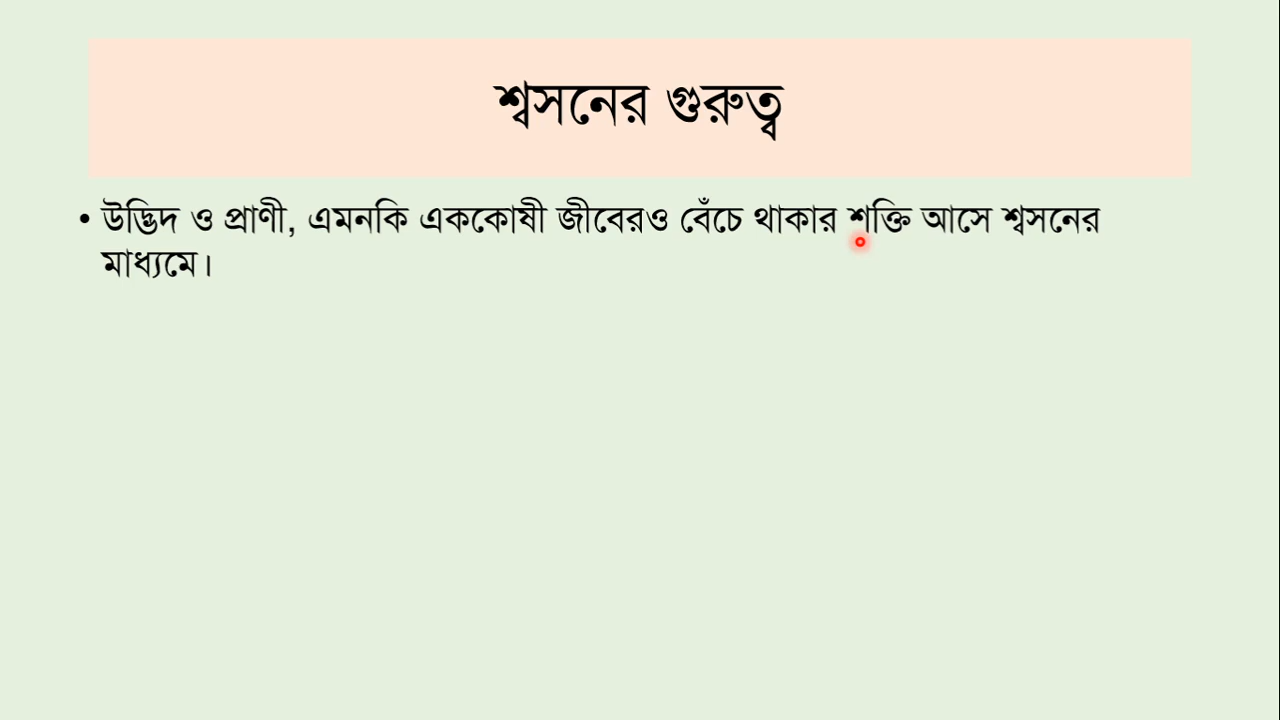 শ্বসনের গুরুত্ব
• উদ্ভিদ ও প্রাণী, এমনকি এককোষী জীবেরও বেঁচে থাকার শক্তি আসে শ্বসনের
মাধ্যমে।